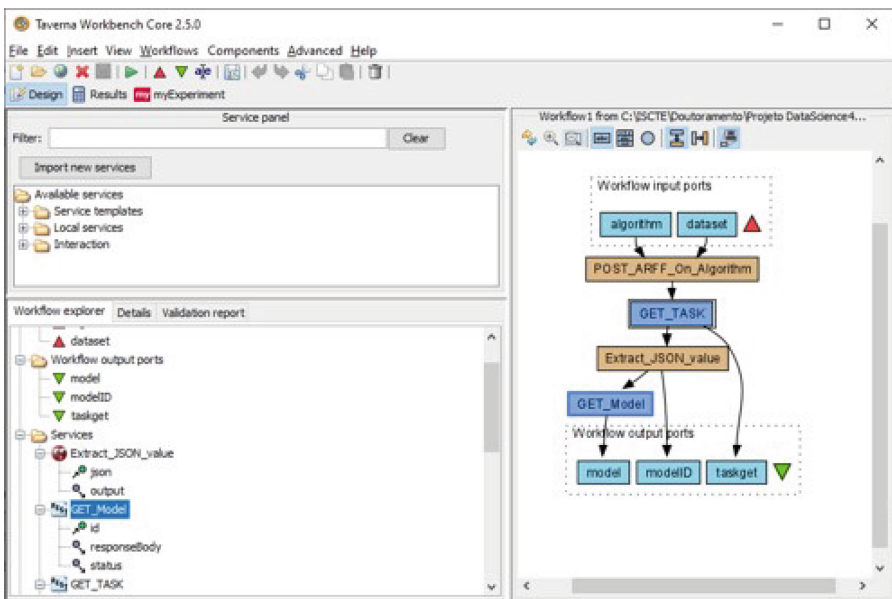 Taverna Workbench Core 2.5.0
File Edit Insert View Workflows Components Advanced Help
Design Results my myExperiment
Service panel
Filter: Clear
Import new services
Available services
Service templates
Local services
Interaction
Workflow explorer Details Validation report
dataset
Workflow output ports
model
modelID
taskget
Services
Extract_JSON_value
json
output
GET_Model
id
responseBody
status
GET_TASK
Workflow1 from C:\ISCTE\Doutoramento\Projeto DataScience4...
Workflow input ports
algorithm dataset
POST_ARFF_On_Algorithm
GET_TASK
Extract_JSON_value
GET_Model
Workflow output ports
model modelID taskget